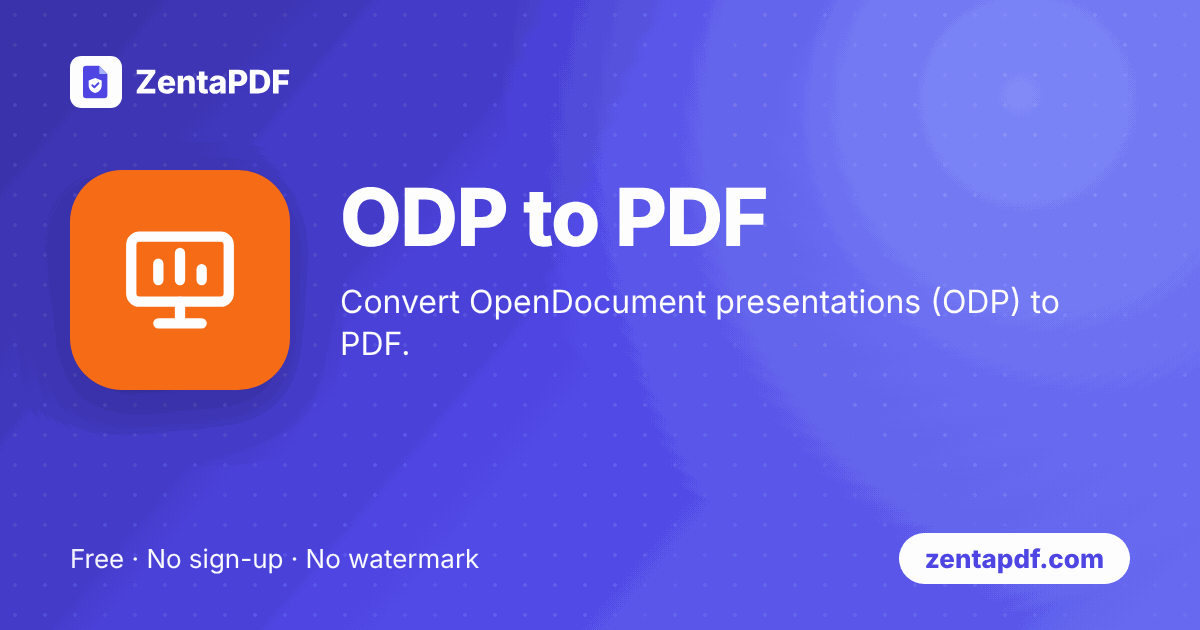 ZentaPDF
ODP to PDF
Convert OpenDocument presentations (ODP) to
PDF.
Free · No sign-up · No watermark
zentapdf.com